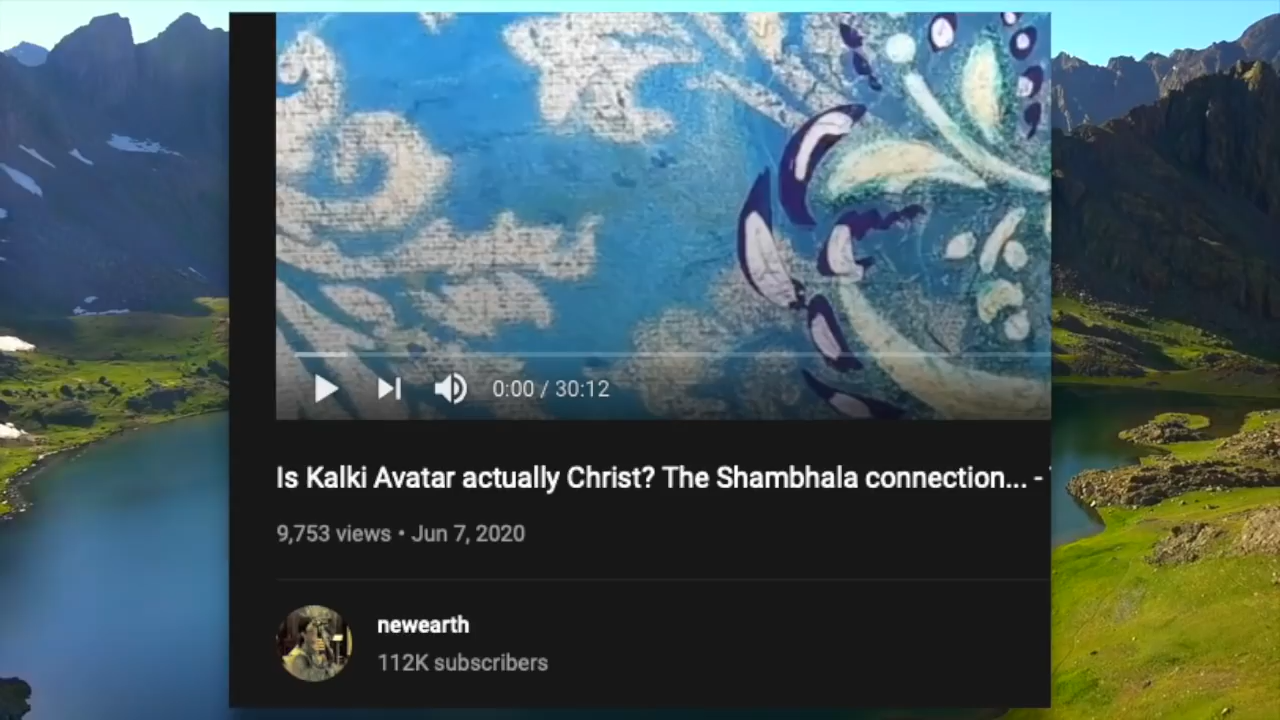 0:00 / 30:12
Is Kalki Avatar actually Christ? The Shambhala connection... -
9,753 views • Jun 7, 2020
newearth
112K subscribers